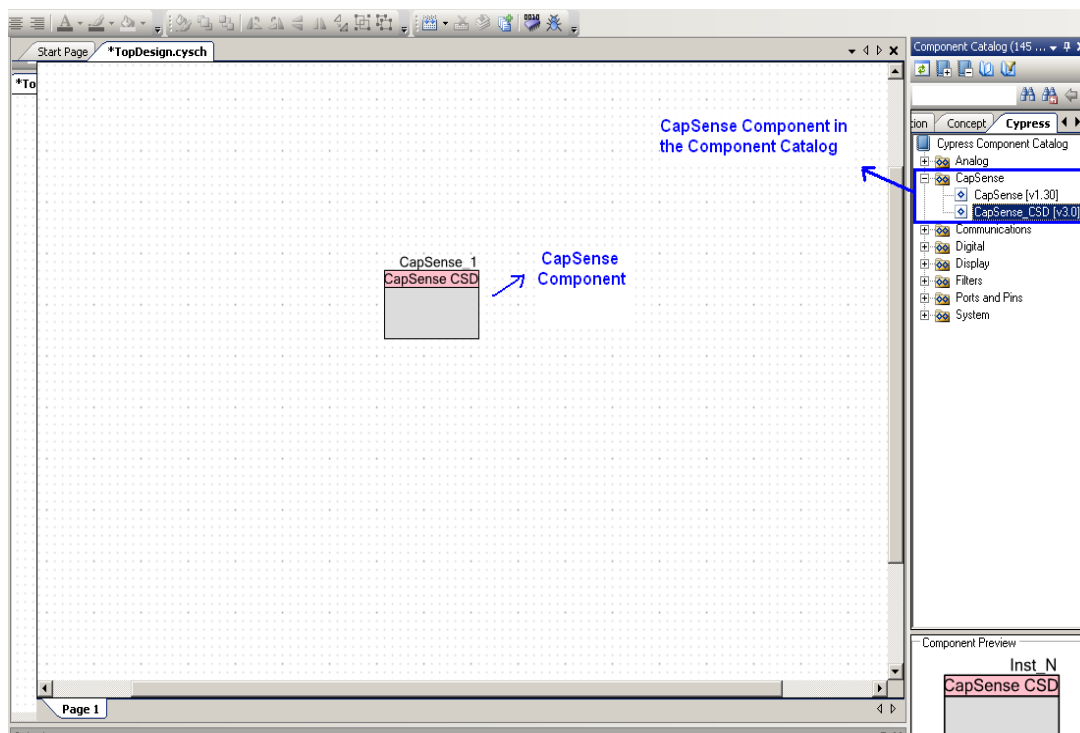 Start Page
*TopDesign.cysch
Component Catalog (145 ...
*To
CapSense Component in
the Component Catalog
Concept
Cypress
Cypress Component Catalog
Analog
CapSense
CapSense [v1.30]
CapSense_CSD [v3.0]
Communications
Digital
Display
Filters
Ports and Pins
System
CapSense_1
CapSense CSD
CapSense
Component
Component Preview
Inst_N
CapSense CSD
Page 1